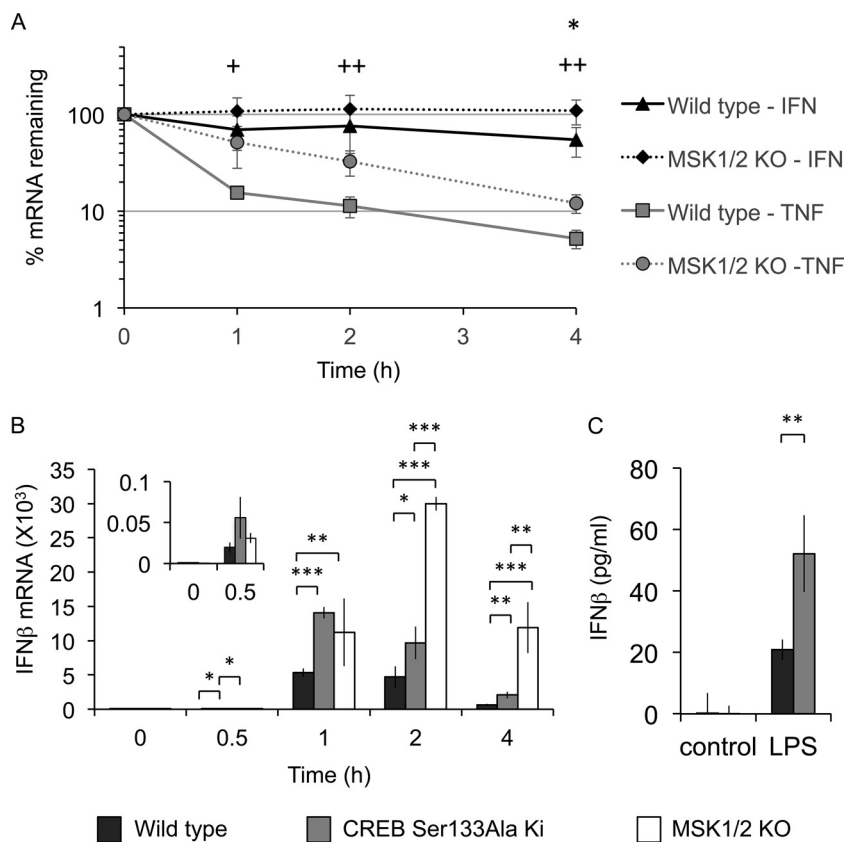 A
*
+ ++ ++
% mRNA remaining
100
10
1
0 1 2 3 4
Time (h)
Wild type - IFN
MSK1/2 KO - IFN
Wild type - TNF
MSK1/2 KO -TNF
B
IFNβ mRNA (X10³)
35
30
25
20
15
10
5
0
0.1
0.05
0
0 0.5
* *
*** **
* *** ***
** *** **
0 0.5 1 2 4
Time (h)
C
**
IFNβ (pg/ml)
80
60
40
20
0
control LPS
Wild type
CREB Ser133Ala Ki
MSK1/2 KO